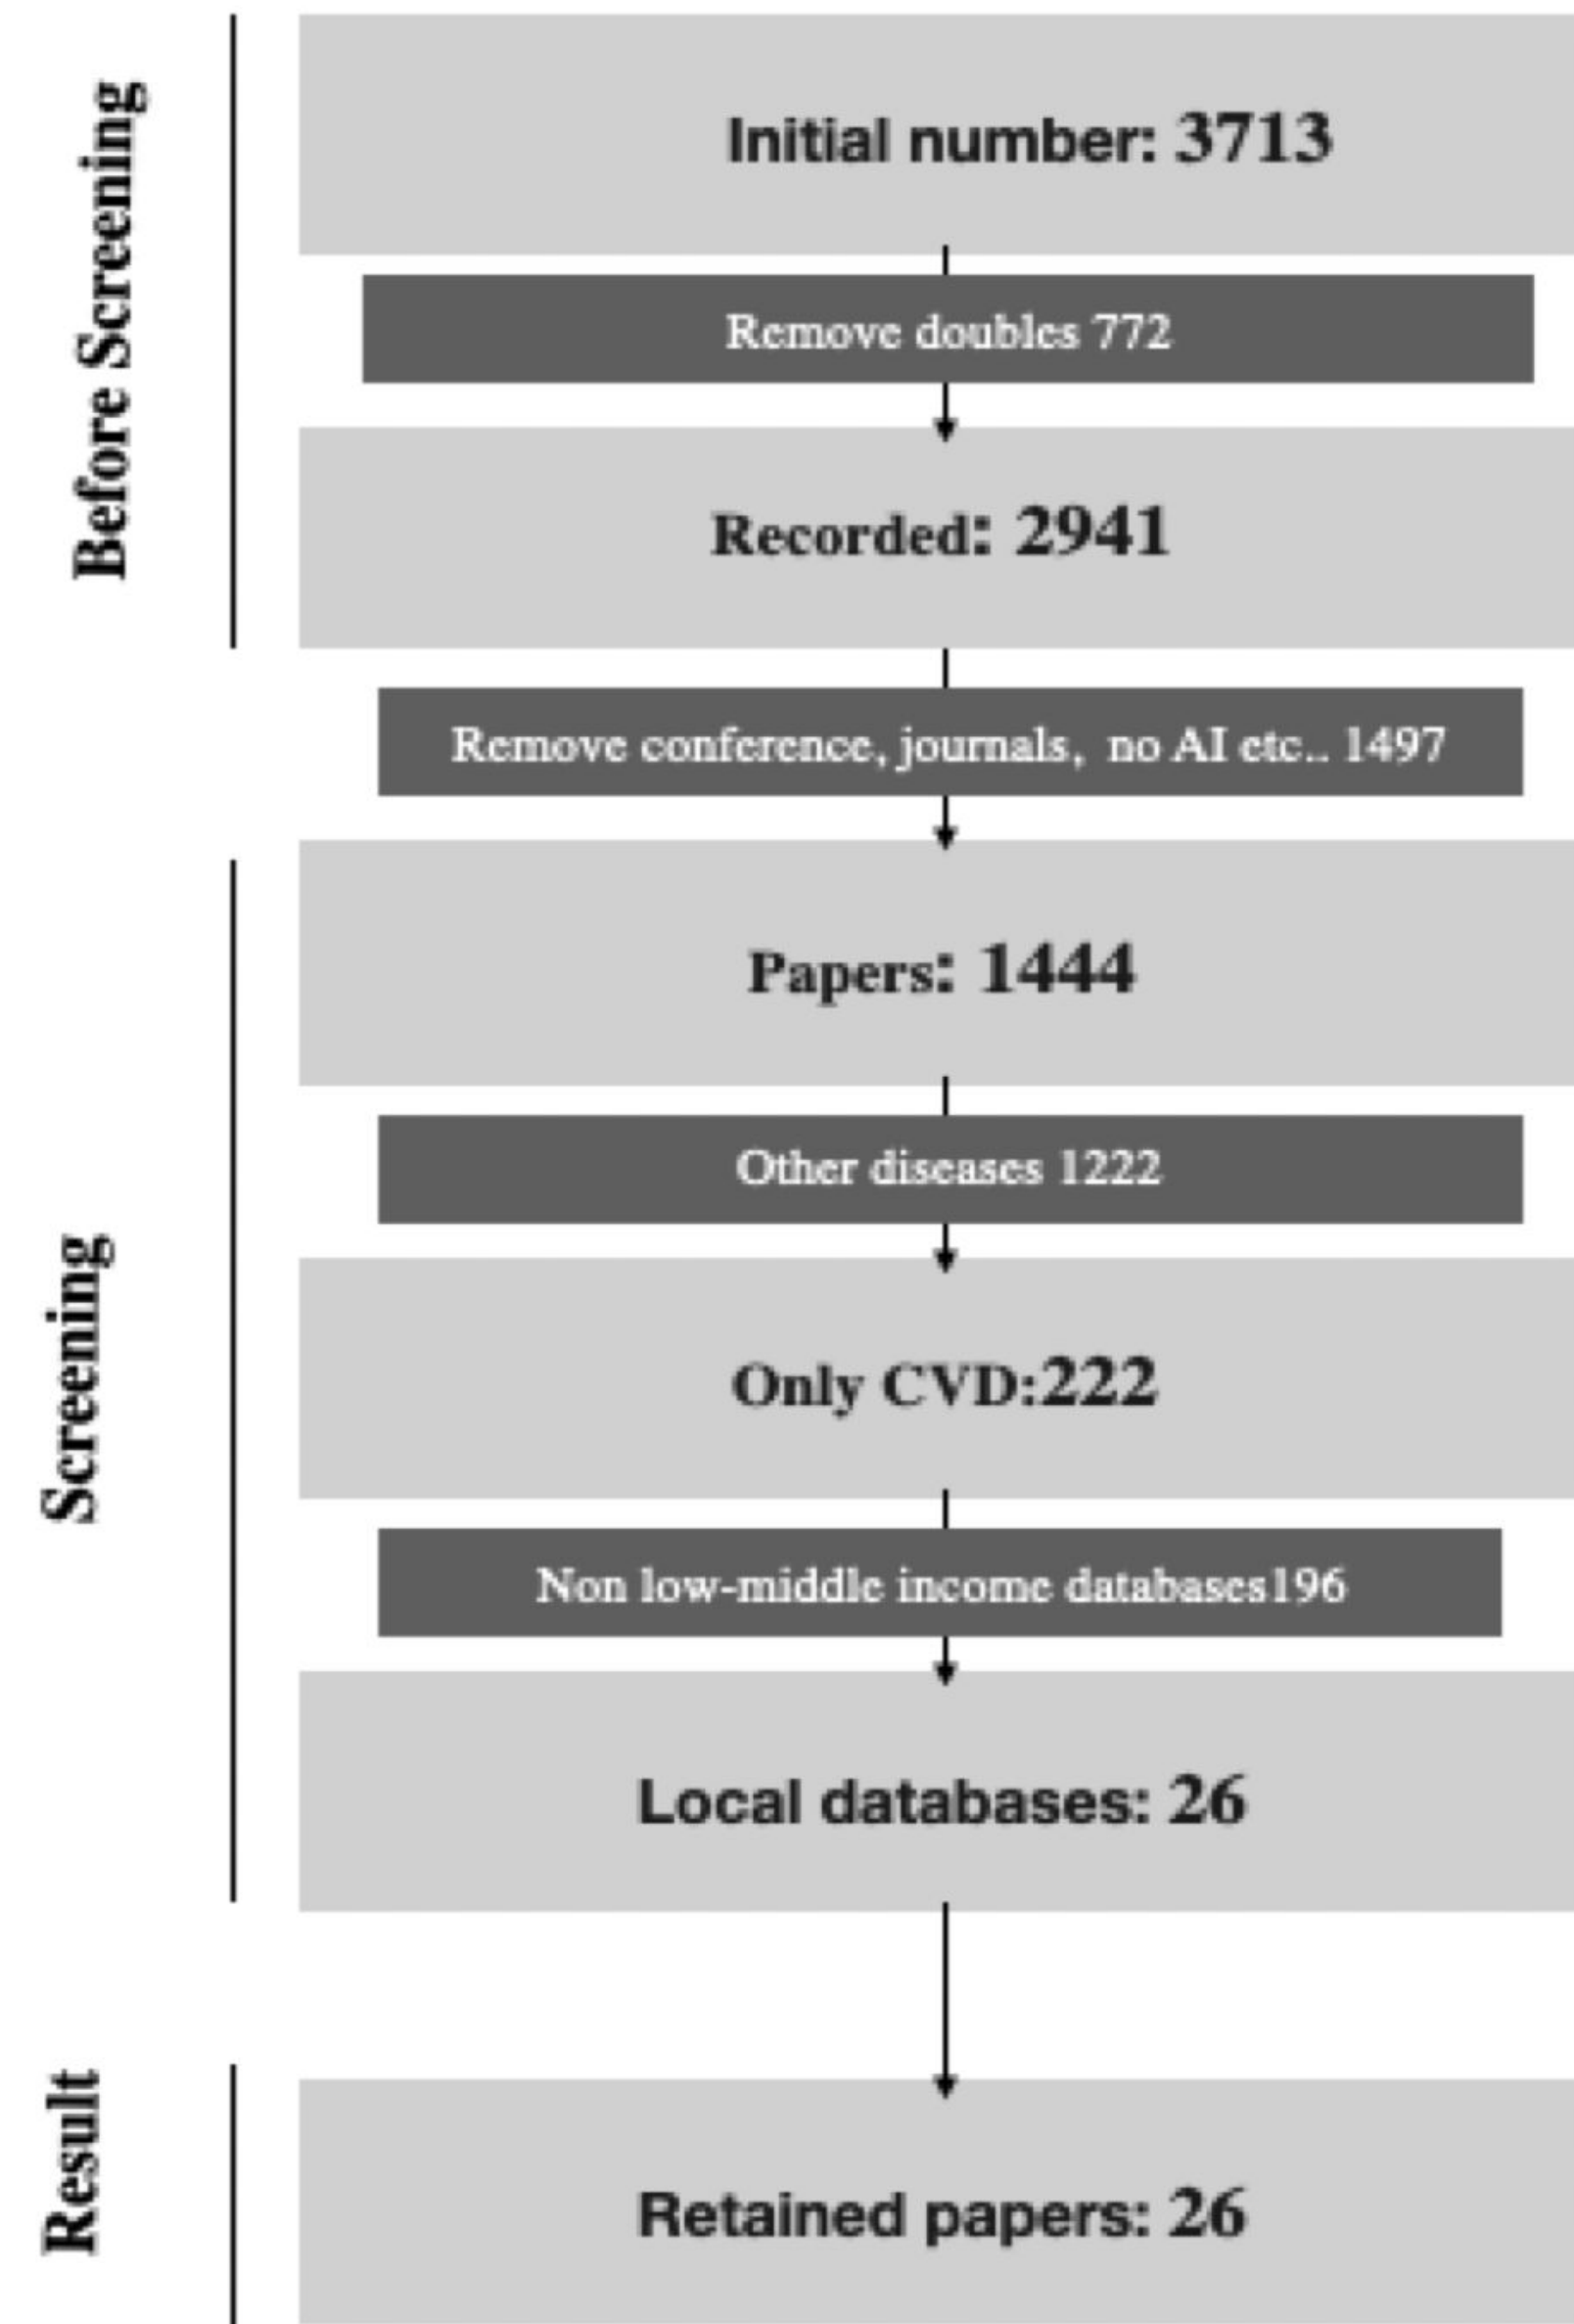 Before Screening
Initial number: 3713
Remove doubles 772
Recorded: 2941
Remove conference, journals, no AI etc.. 1497
Screening
Papers: 1444
Other diseases 1222
Only CVD:222
Non low-middle income databases196
Local databases: 26
Result
Retained papers: 26